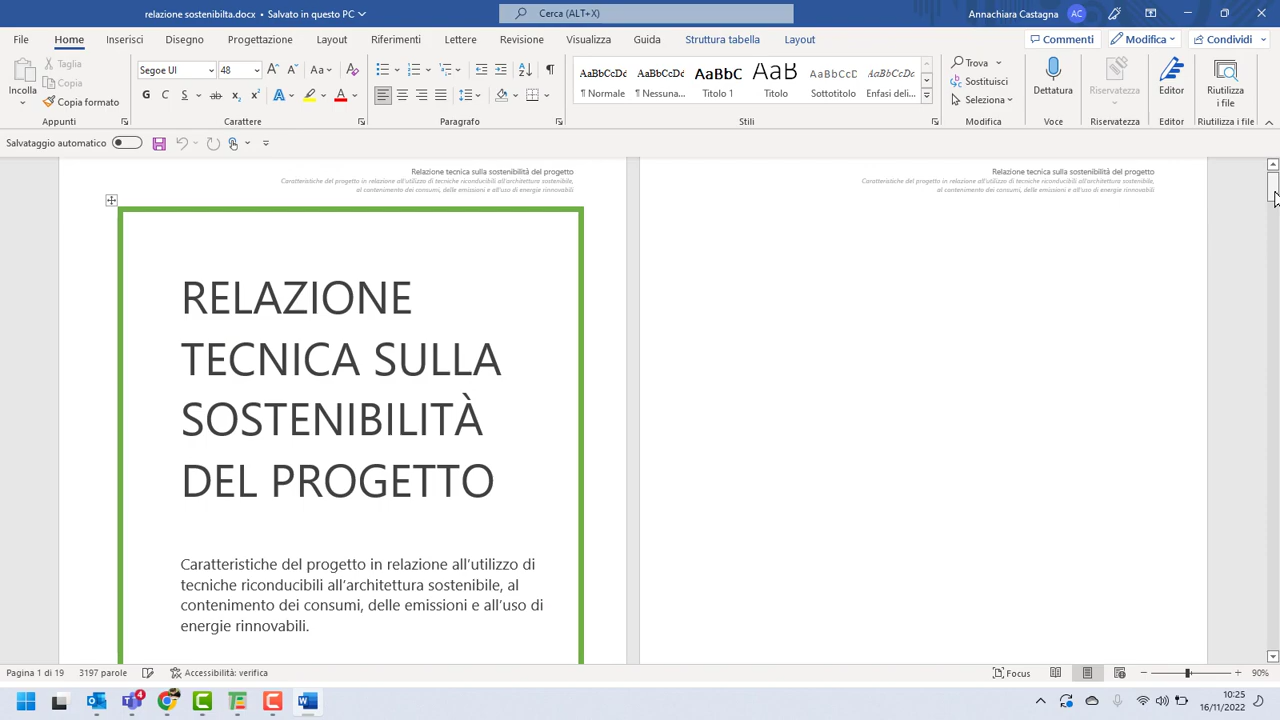 relazione sostenibile.docx • Salvato in questo PC
Cerca (ALT+X)
Annachiara Castagna
AC
File
Home
Inserisci
Disegno
Progettazione
Layout
Riferimenti
Lettere
Revisione
Visualizza
Guida
Struttura tabella
Layout
Commenti
Modifica
Condividi
Incolla
Taglia
Copia
Copia formato
Appunti
Segoe UI
48
Carattere
Paragrafo
AaBbCcDc
¶ Normale
AaBbCcDc
¶ Nessuna...
AaBbC
Titolo 1
AaB
Titolo
AaBbCcD
Sottotitolo
AaBbCcDc
Enfasi deli...
Stili
Trova
Sostituisci
Seleziona
Modifica
Dettatura
Voce
Riservatezza
Riservatezza
Editor
Editor
Riutilizza
i file
Riutilizza i file
Salvataggio automatico
Relazione tecnica sulla sostenibilità del progetto
Caratteristiche del progetto in relazione all'utilizzo di tecniche riconducibili all'architettura sostenibile,
al contenimento dei consumi, delle emissioni e all'uso di energie rinnovabili
RELAZIONE
TECNICA SULLA
SOSTENIBILITÀ
DEL PROGETTO
Caratteristiche del progetto in relazione all'utilizzo di
tecniche riconducibili all'architettura sostenibile, al
contenimento dei consumi, delle emissioni e all'uso di
energie rinnovabili.
Relazione tecnica sulla sostenibilità del progetto
Caratteristiche del progetto in relazione all'utilizzo di tecniche riconducibili all'architettura sostenibile,
al contenimento dei consumi, delle emissioni e all'uso di energie rinnovabili
Pagina 1 di 19
3197 parole
Accessibilità: verifica
Focus
90%
4
10:25
16/11/2022